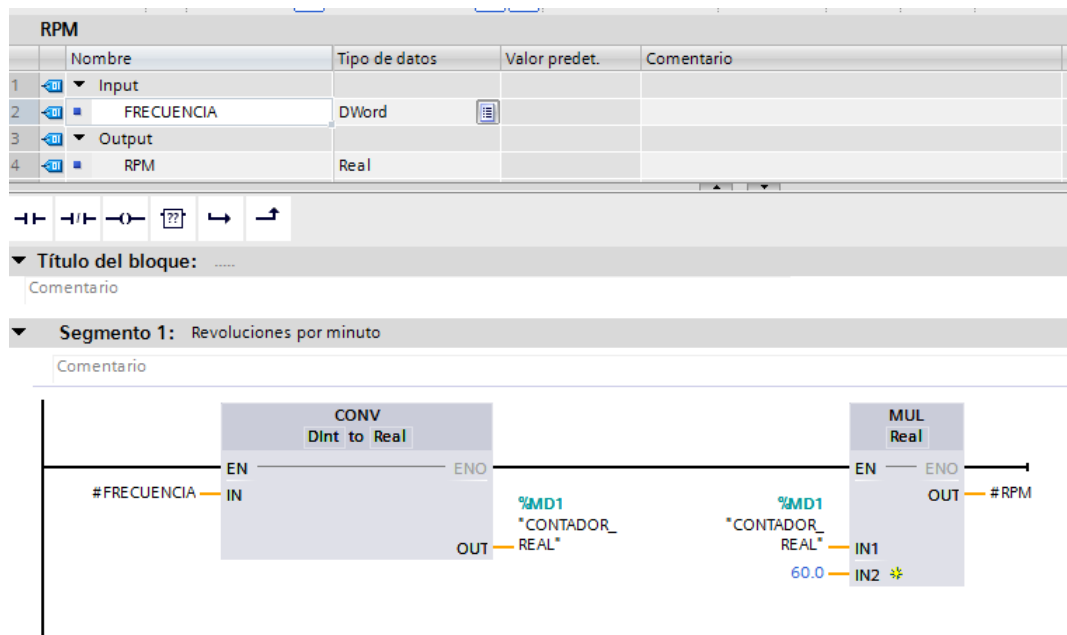 RPM
Nombre Tipo de datos Valor predet. Comentario
1 Input
2 FRECUENCIA DWord
3 Output
4 RPM Real
??
Título del bloque: .....
Comentario
Segmento 1: Revoluciones por minuto
Comentario
CONV
DInt to Real
EN ENO
#FRECUENCIA IN
%MD1
"CONTADOR_
REAL"
OUT
MUL
Real
EN ENO
OUT #RPM
%MD1
"CONTADOR_
REAL" IN1
60.0 IN2